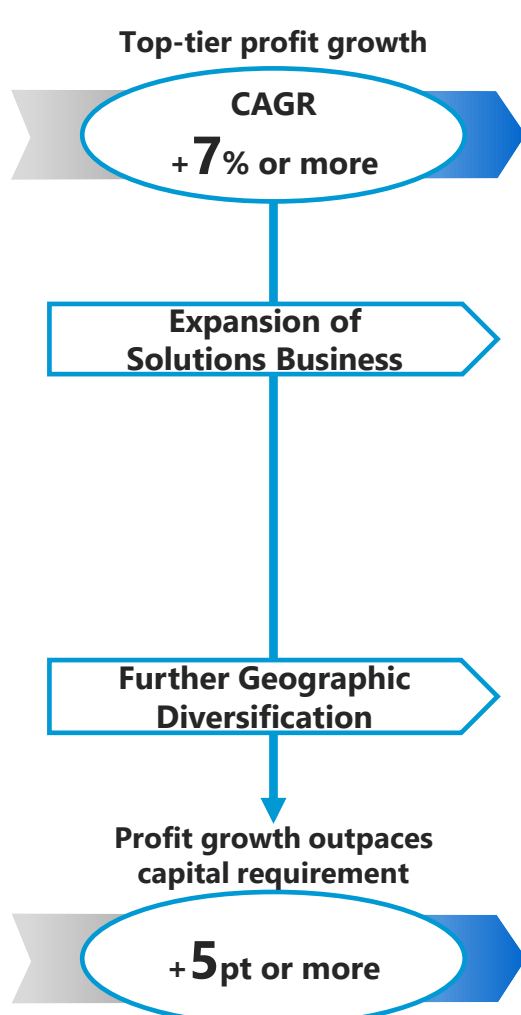 Top-tier profit growth
CAGR
+7% or more
Expansion of
Solutions Business
Further Geographic
Diversification
Profit growth outpaces
capital requirement
+5pt or more